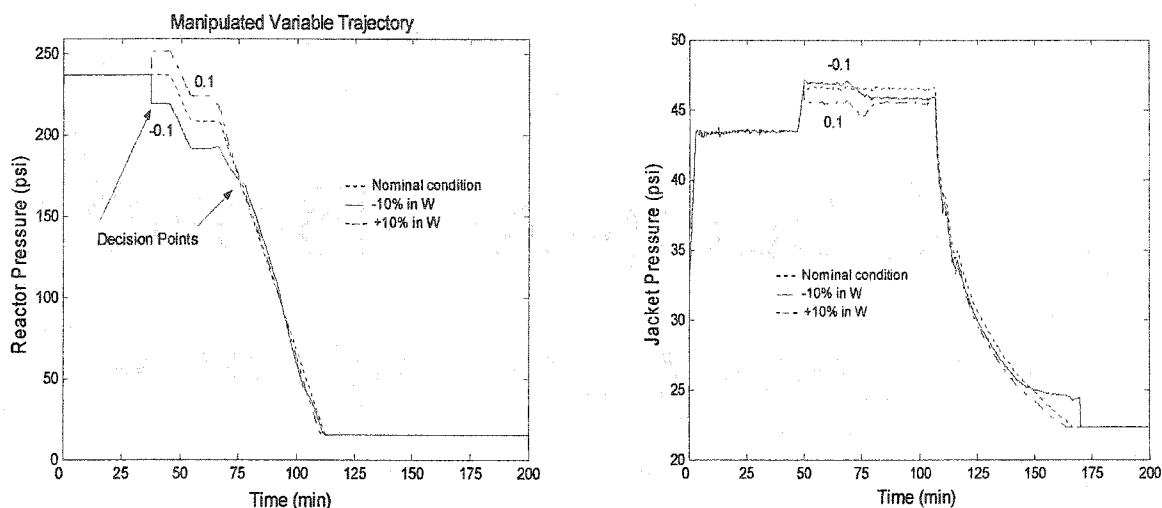 Manipulated Variable Trajectory
250
200
150
100
50
0
Reactor Pressure (psi)
0.1
-0.1
Decision Points
Nominal condition
-10% in W
+10% in W
0 25 50 75 100 125 150 175 200
Time (min)
50
45
40
35
30
25
20
Jacket Pressure (psi)
-0.1
0.1
Nominal condition
-10% in W
+10% in W
0 25 50 75 100 125 150 175 200
Time (min)